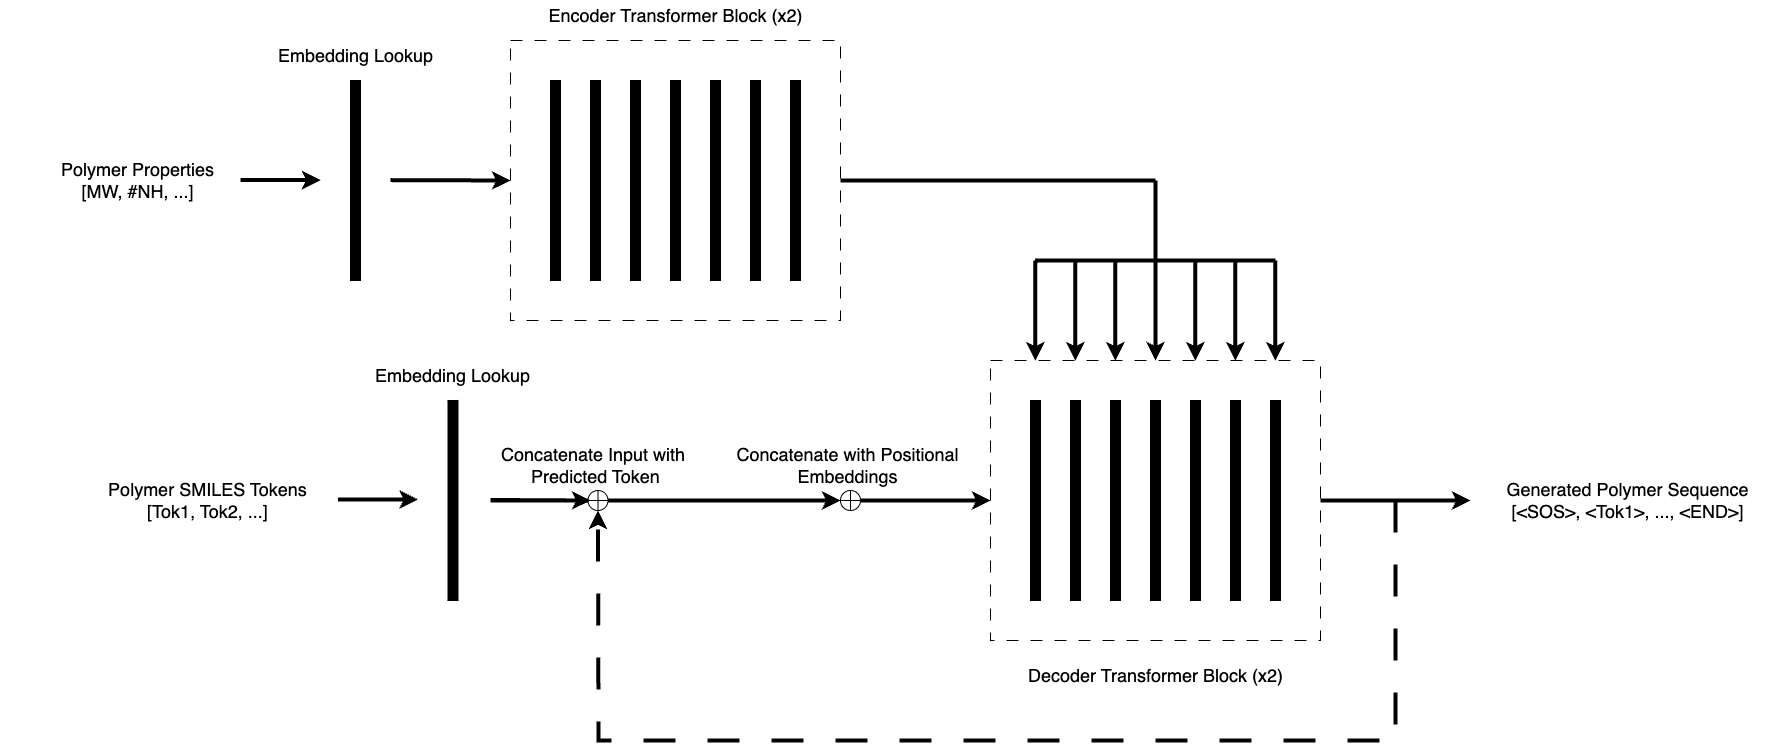 Encoder Transformer Block (x2)
Embedding Lookup
Polymer Properties
[MW, #NH, ...]
Embedding Lookup
Concatenate Input with
Predicted Token
Concatenate with Positional
Embeddings
Polymer SMILES Tokens
[Tok1, Tok2, ...]
Generated Polymer Sequence
[<SOS>, <Tok1>, ..., <END>]
Decoder Transformer Block (x2)